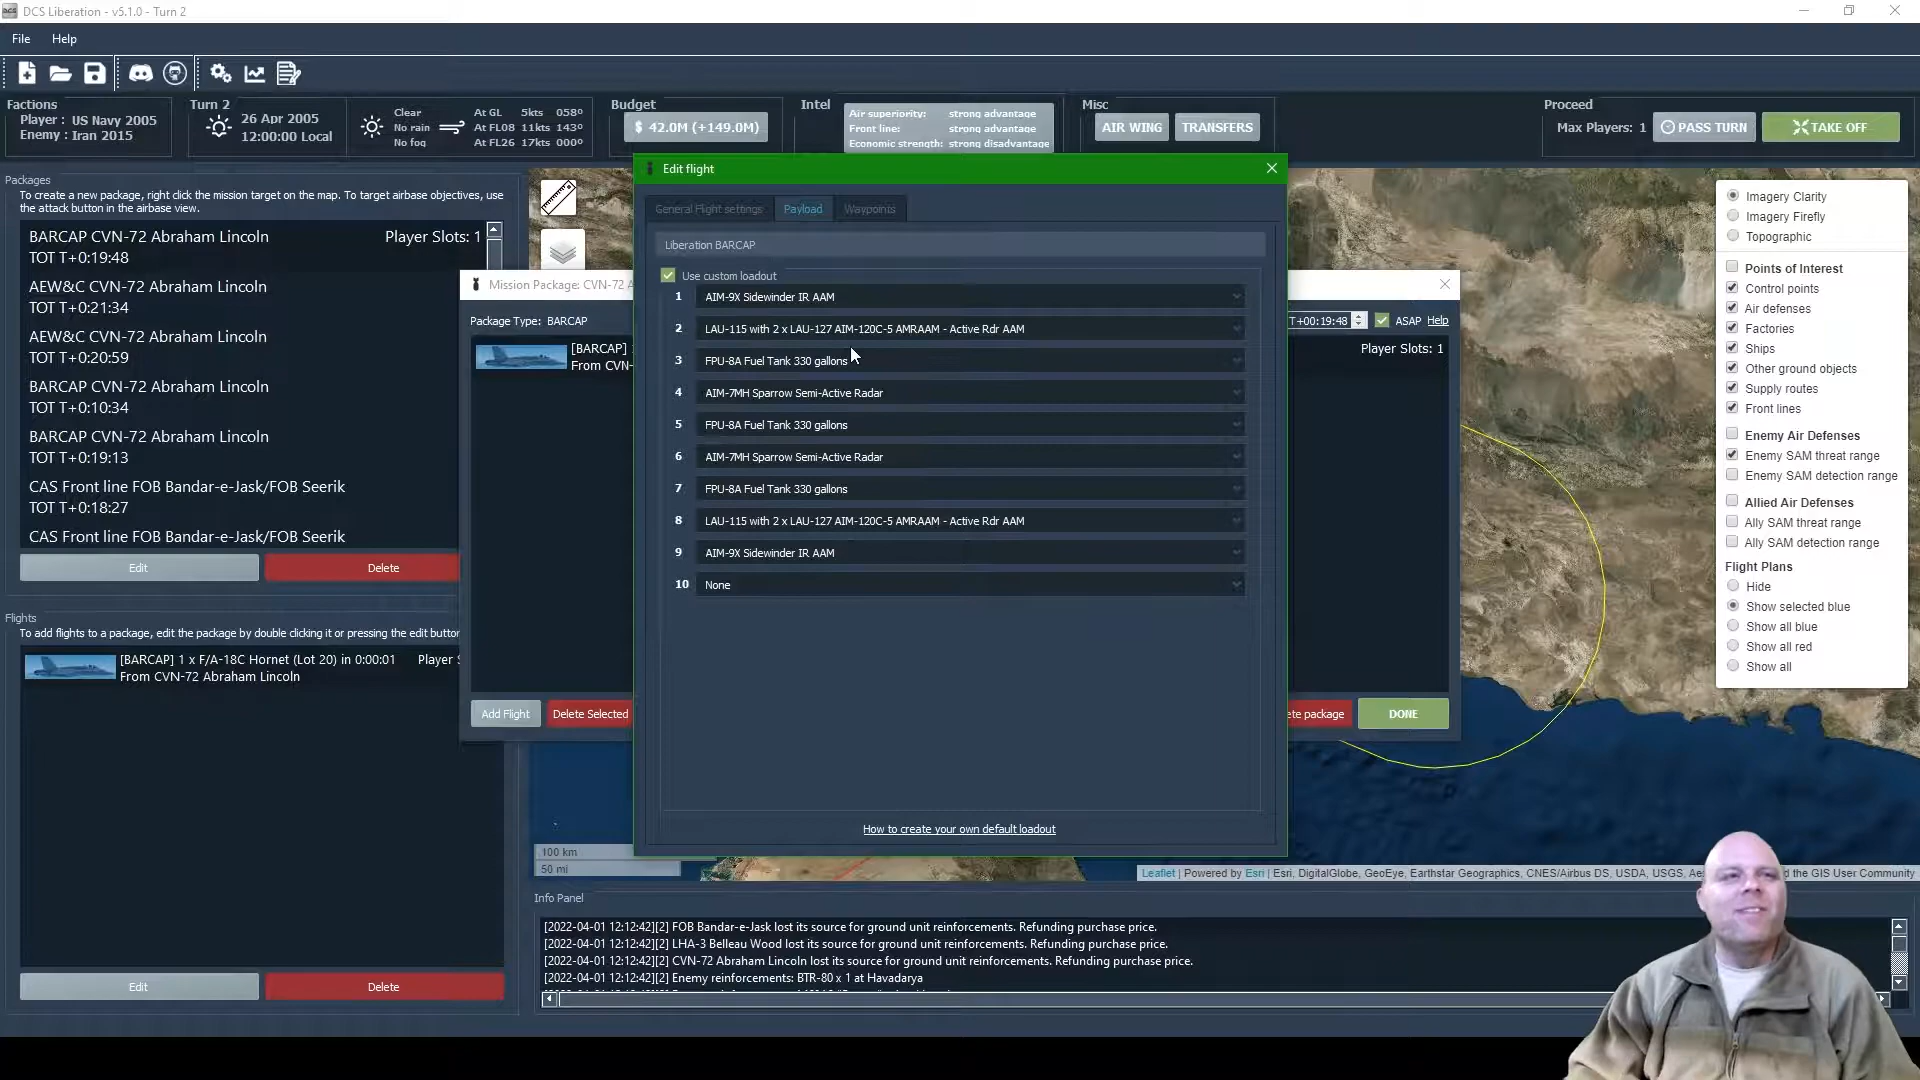 DCS Liberation - v5.1.0 - Turn 2
File Help
Factions
Player : US Navy 2005
Enemy : Iran 2015
Turn 2
26 Apr 2005
12:00:00 Local
Clear
No rain
No fog
At GL 5kts 058º
At FL08 11kts 143º
At FL26 17kts 000º
Budget
$ 42.0M (+149.0M)
Intel
Air superiority: strong advantage
Front line: strong advantage
Economic strength: strong disadvantage
Misc
AIR WING TRANSFERS
Proceed
Max Players: 1 PASS TURN TAKE OFF
Packages
To create a new package, right click the mission target on the map. To target airbase objectives, use
the attack button in the airbase view.
BARCAP CVN-72 Abraham Lincoln Player Slots: 1
TOT T+0:19:48
AEW&C CVN-72 Abraham Lincoln
TOT T+0:21:34
AEW&C CVN-72 Abraham Lincoln
TOT T+0:20:59
BARCAP CVN-72 Abraham Lincoln
TOT T+0:10:34
BARCAP CVN-72 Abraham Lincoln
TOT T+0:19:13
CAS Front line FOB Bandar-e-Jask/FOB Seerik
TOT T+0:18:27
CAS Front line FOB Bandar-e-Jask/FOB Seerik
Edit Delete
Flights
To add flights to a package, edit the package by double clicking it or pressing the edit button
[BARCAP] 1 x F/A-18C Hornet (Lot 20) in 0:00:01 Player S
From CVN-72 Abraham Lincoln
Edit Delete
Mission Package: CVN-72 A
Package Type: BARCAP
T+00:19:48 ASAP Help
[BARCAP]
From CVN-
Player Slots: 1
Add Flight Delete Selected
ete package DONE
Edit flight
General Flight settings Payload Waypoints
Liberation BARCAP
Use custom loadout
1 AIM-9X Sidewinder IR AAM
2 LAU-115 with 2 x LAU-127 AIM-120C-5 AMRAAM - Active Rdr AAM
3 FPU-8A Fuel Tank 330 gallons
4 AIM-7MH Sparrow Semi-Active Radar
5 FPU-8A Fuel Tank 330 gallons
6 AIM-7MH Sparrow Semi-Active Radar
7 FPU-8A Fuel Tank 330 gallons
8 LAU-115 with 2 x LAU-127 AIM-120C-5 AMRAAM - Active Rdr AAM
9 AIM-9X Sidewinder IR AAM
10 None
How to create your own default loadout
Imagery Clarity
Imagery Firefly
Topographic
Points of Interest
Control points
Air defenses
Factories
Ships
Other ground objects
Supply routes
Front lines
Enemy Air Defenses
Enemy SAM threat range
Enemy SAM detection range
Allied Air Defenses
Ally SAM threat range
Ally SAM detection range
Flight Plans
Hide
Show selected blue
Show all blue
Show all red
Show all
100 km
50 mi
Leaflet | Powered by Esri | Esri, DigitalGlobe, GeoEye, Earthstar Geographics, CNES/Airbus DS, USDA, USGS, Ae d the GIS User Community
Info Panel
[2022-04-01 12:12:42][2] FOB Bandar-e-Jask lost its source for ground unit reinforcements. Refunding purchase price.
[2022-04-01 12:12:42][2] LHA-3 Belleau Wood lost its source for ground unit reinforcements. Refunding purchase price.
[2022-04-01 12:12:42][2] CVN-72 Abraham Lincoln lost its source for ground unit reinforcements. Refunding purchase price.
[2022-04-01 12:12:42][2] Enemy reinforcements: BTR-80 x 1 at Havadarya